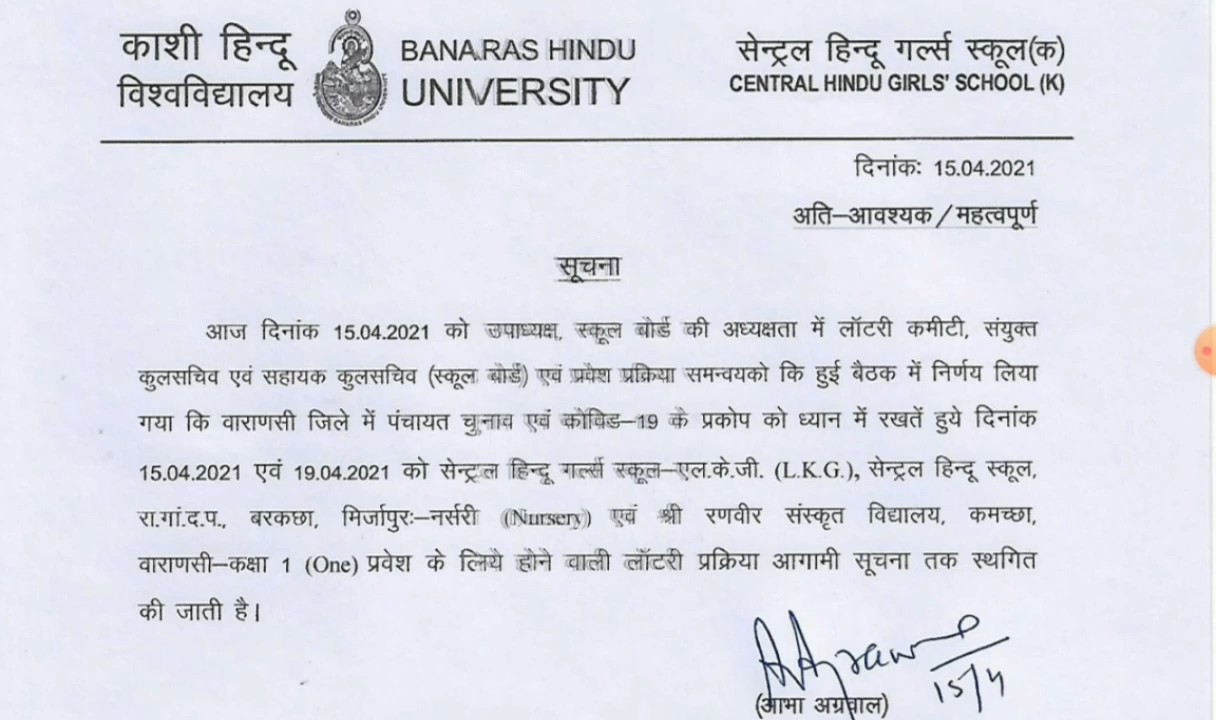 काशी हिन्दू
विश्वविद्यालय
BANARAS HINDU
UNIVERSITY
सेन्ट्रल हिन्दू गर्ल्स स्कूल(क)
CENTRAL HINDU GIRLS' SCHOOL (K)
दिनांकः 15.04.2021
अति–आवश्यक / महत्वपूर्ण
सूचना
आज दिनांक 15.04.2021 को उपाध्यक्ष, स्कूल बोर्ड की अध्यक्षता में लॉटरी कमीटी, संयुक्त
कुलसचिव एवं सहायक कुलसचिव (स्कूल बोर्ड) एवं प्रवेश प्रक्रिया समन्वयको कि हुई बैठक में निर्णय लिया
गया कि वाराणसी जिले में पंचायत चुनाव एवं कोविड–19 के प्रकोप को ध्यान में रखतें हुये दिनांक
15.04.2021 एवं 19.04.2021 को सेन्ट्रल हिन्दू गर्ल्स स्कूल–एल.के.जी. (L.K.G.), सेन्ट्रल हिन्दू स्कूल,
रा.गां.द.प., बरकछा, मिर्जापुरः–नर्सरी (Nursery) एवं श्री रणवीर संस्कृत विद्यालय, कमच्छा,
वाराणसी–कक्षा 1 (One) प्रवेश के लिये होने वाली लॉटरी प्रक्रिया आगामी सूचना तक स्थगित
की जाती है।
15/4
(आभा अग्रवाल)